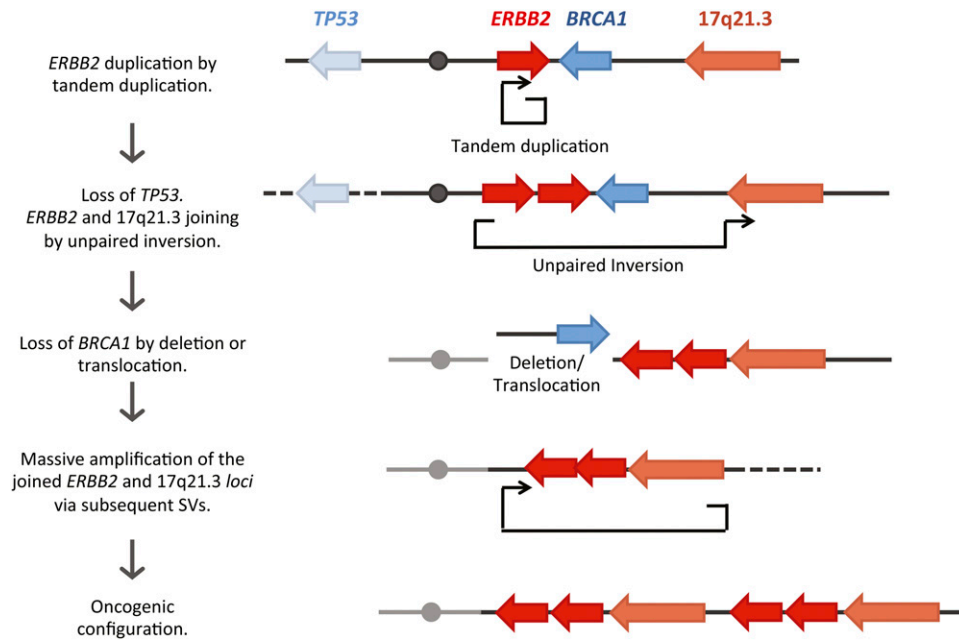 TP53
ERBB2
BRCA1
17q21.3
ERBB2 duplication by
tandem duplication.
Tandem duplication
Loss of TP53.
ERBB2 and 17q21.3 joining
by unpaired inversion.
Unpaired Inversion
Loss of BRCA1 by deletion or
translocation.
Deletion/
Translocation
Massive amplification of the
joined ERBB2 and 17q21.3 loci
via subsequent SVs.
Oncogenic
configuration.